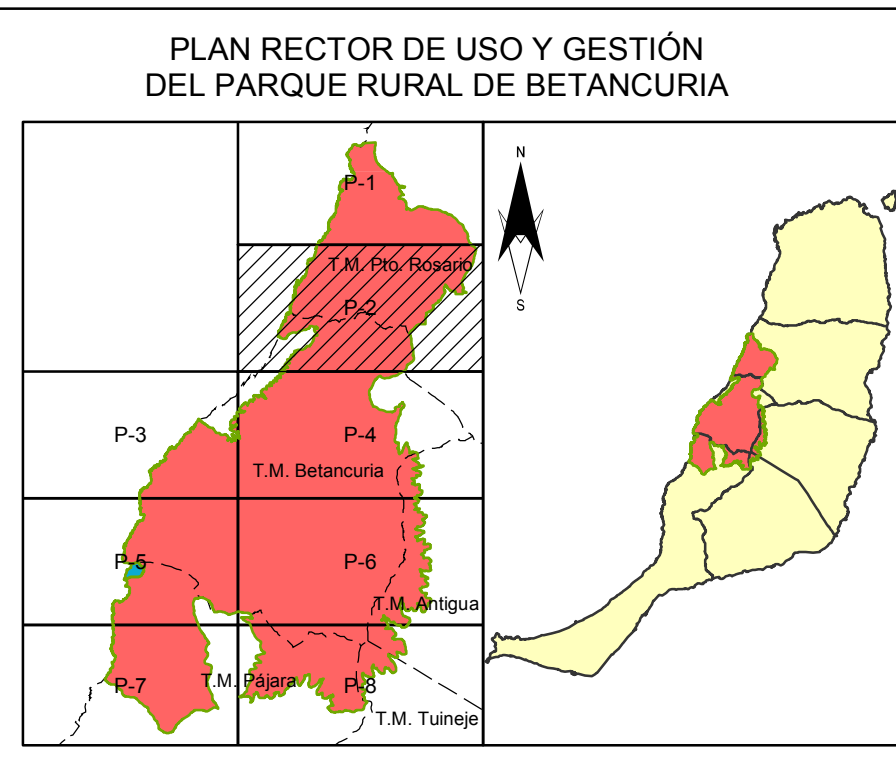 PLAN RECTOR DE USO Y GESTIÓN
DEL PARQUE RURAL DE BETANCURIA
P-1
T.M. Pto. Rosario
P-2
P-3
P-4
T.M. Betancuria
P-5
P-6
T.M. Antigua
P-7
T.M. Pájara
P-8
T.M. Tuineje
N
S